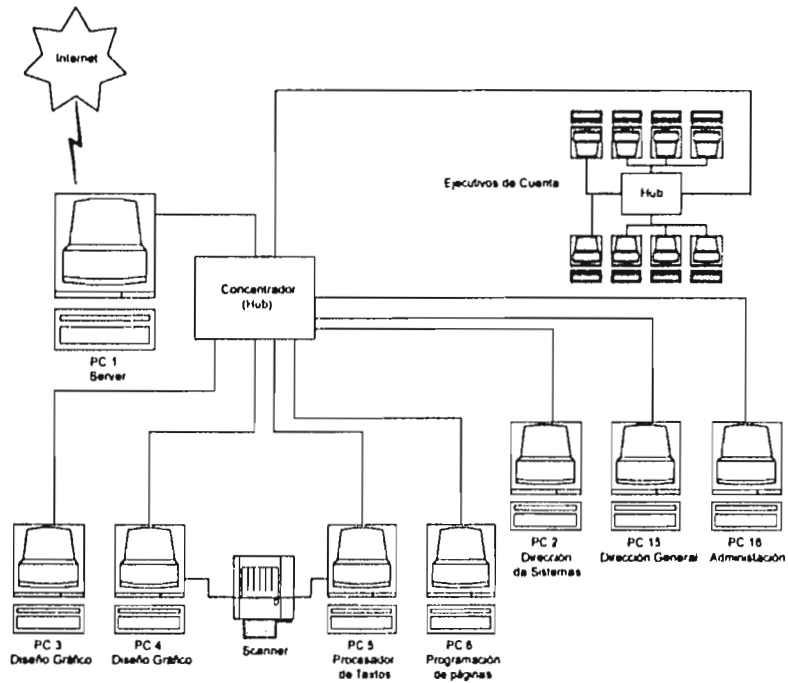 Internet
Ejecutivos de Cuenta
Hub
Concentrador
(Hub)
PC 1
Server
PC 2
Dirección
de Sistemas
PC 15
Dirección General
PC 16
Administación
PC 3
Diseño Gráfico
PC 4
Diseño Gráfico
Scanner
PC 5
Procesador
de Textos
PC 6
Programación
de páginas